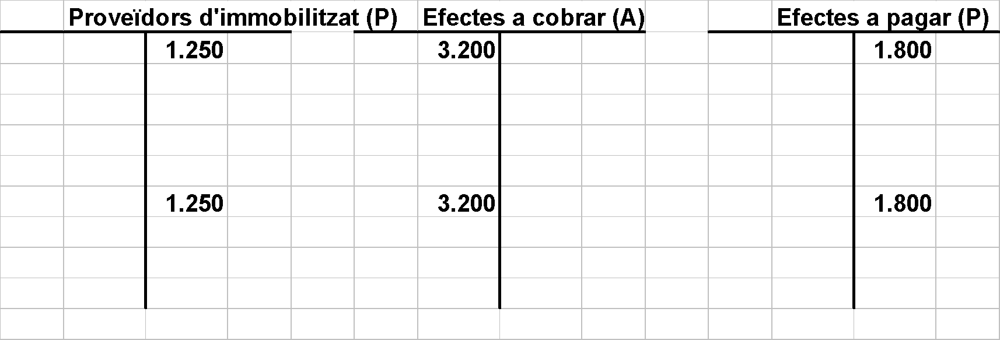 Proveïdors d'immobilitzat (P) Efectes a cobrar (A) Efectes a pagar (P)
1.250 3.200 1.800
1.250 3.200 1.800